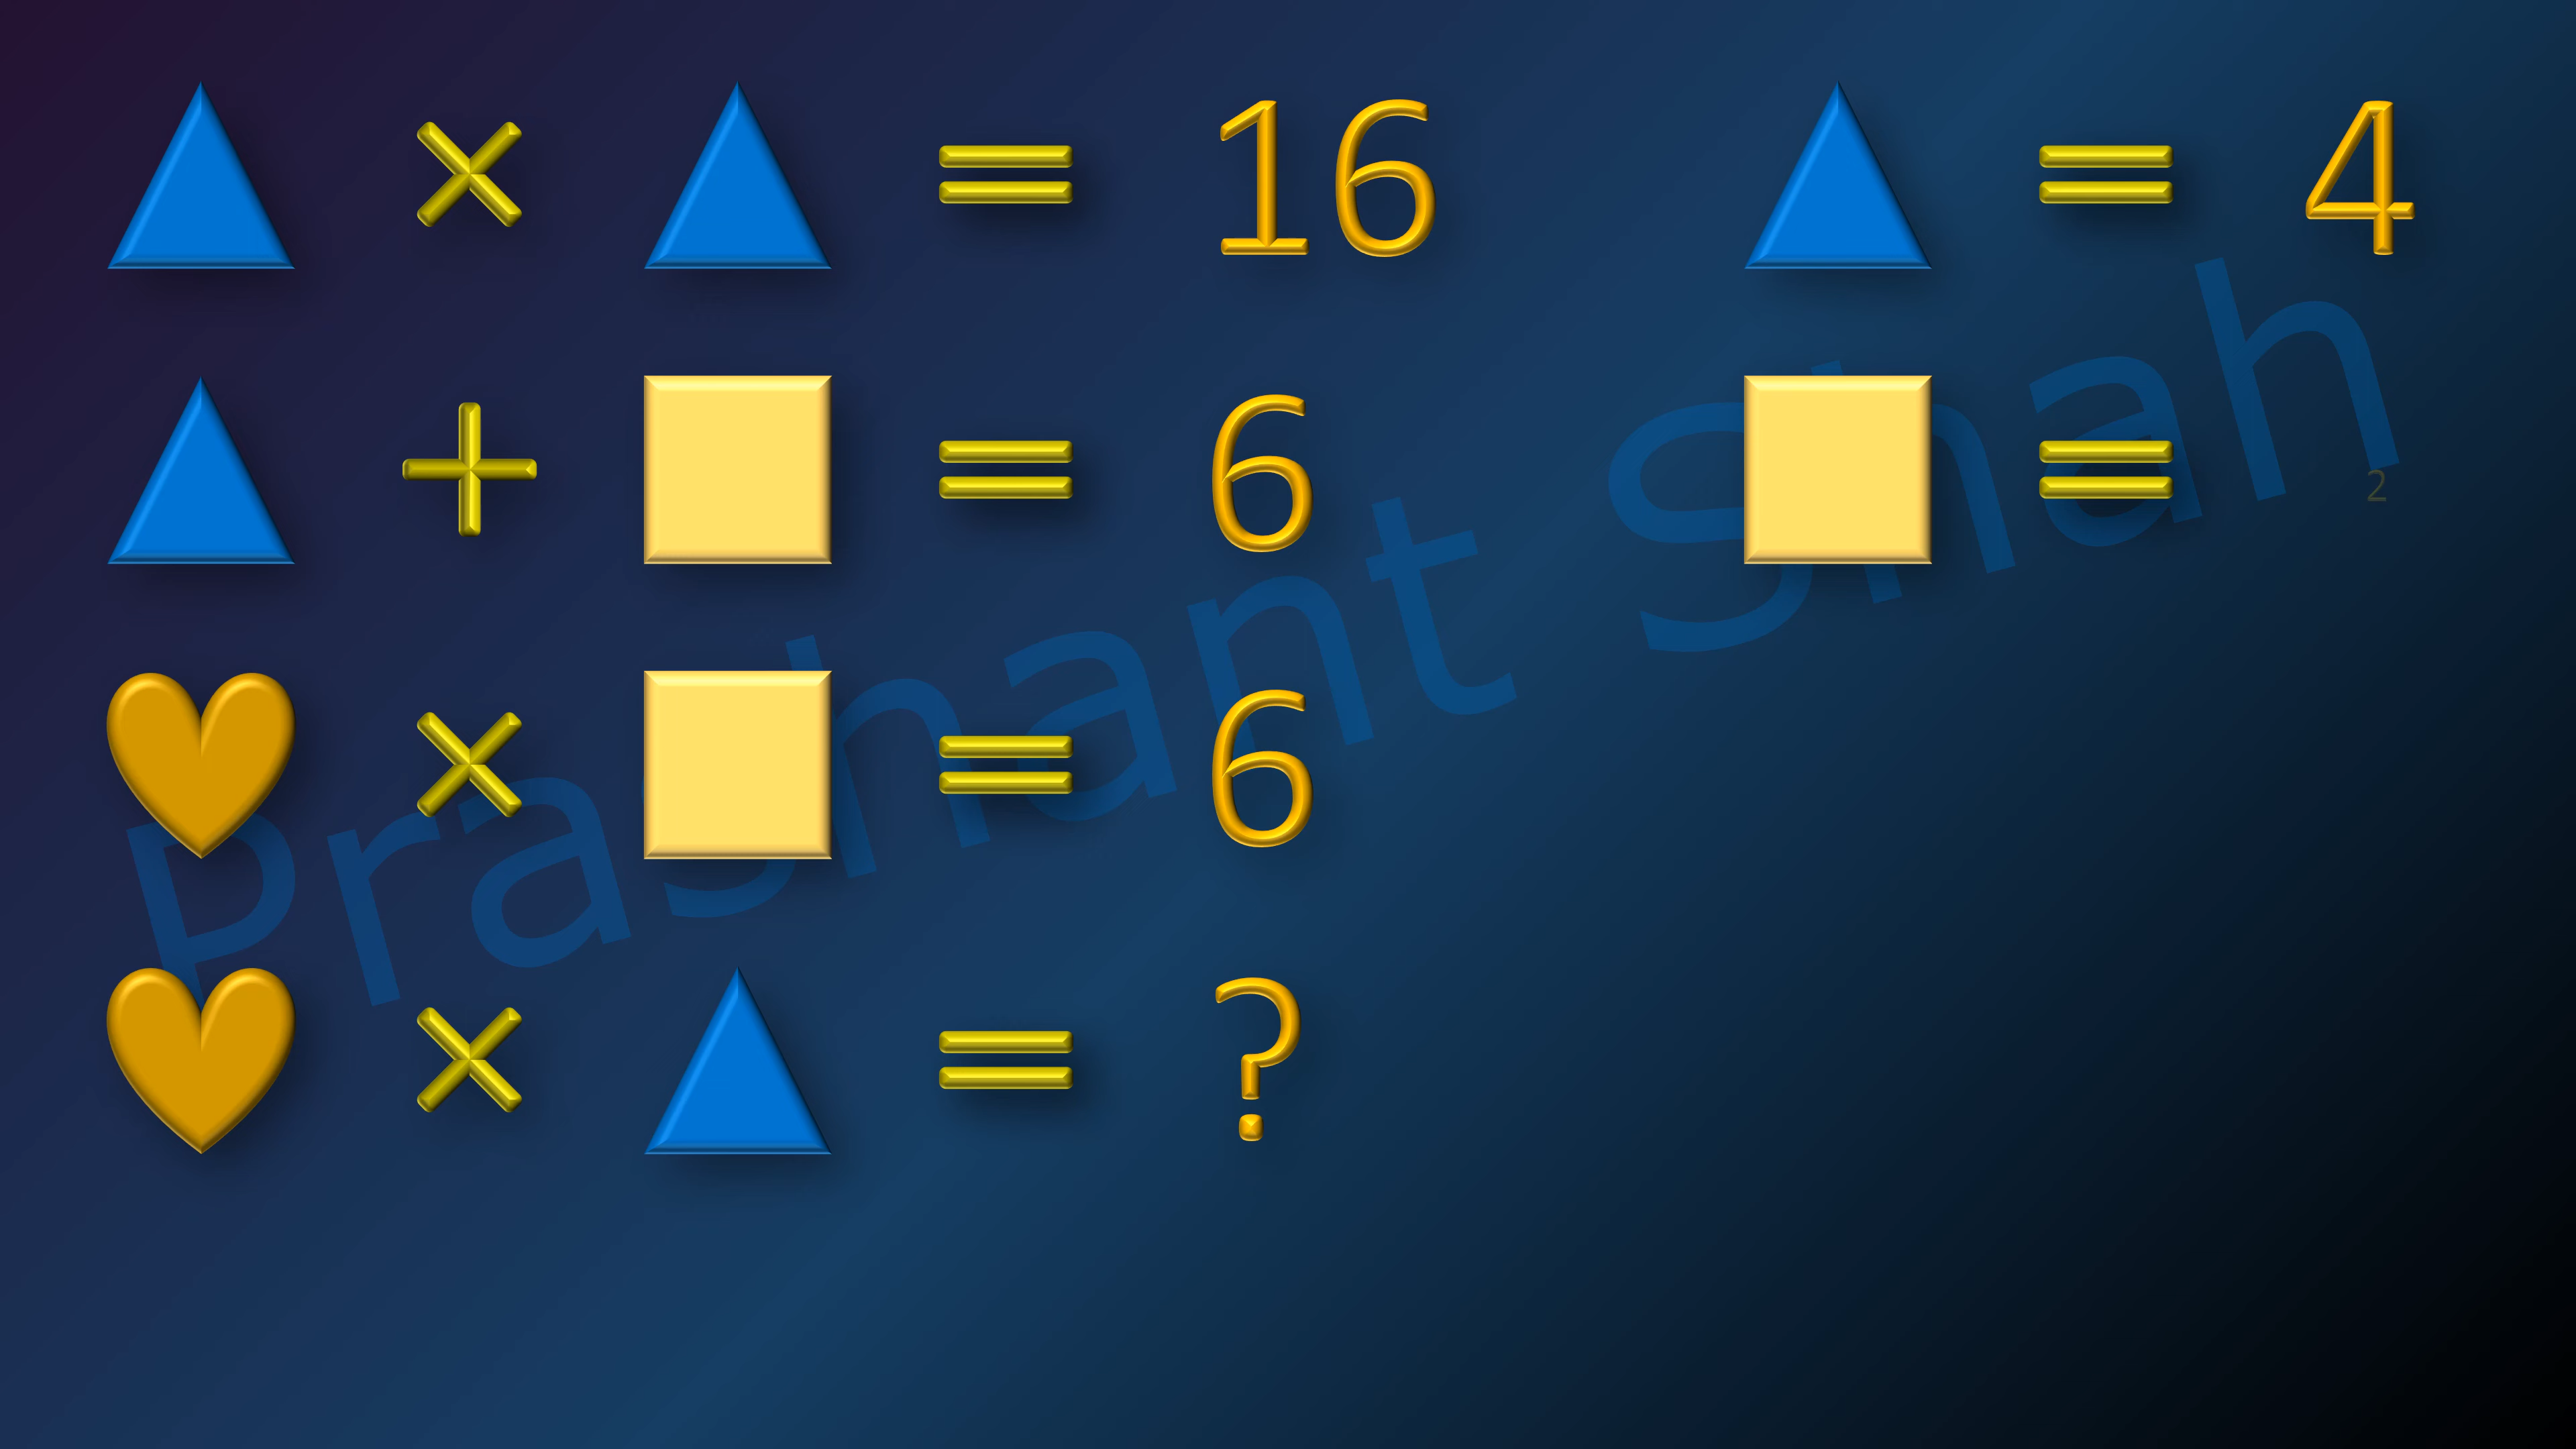 × = 16 = 4
+ = 6 = 2
× = 6
× = ?
Prashant Shah